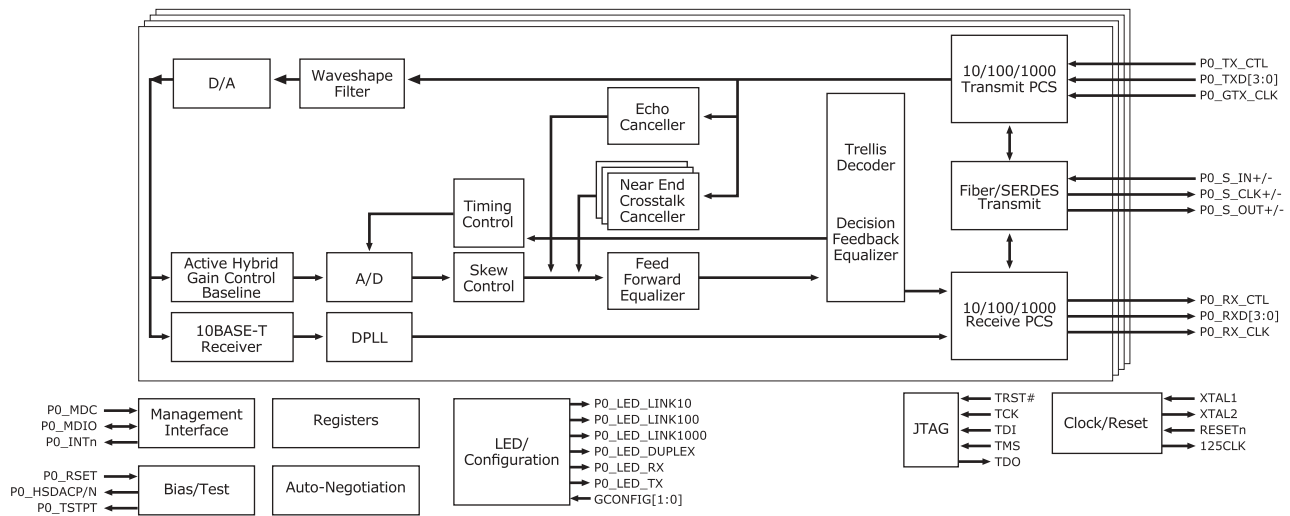 D/A
Waveshape
Filter
10/100/1000
Transmit PCS
P0_TX_CTL
P0_TXD[3:0]
P0_GTX_CLK
Echo
Canceller
Trellis
Decoder
Near End
Crosstalk
Canceller
Fiber/SERDES
Transmit
P0_S_IN+/-
P0_S_CLK+/-
P0_S_OUT+/-
Timing
Control
Decision
Feedback
Equalizer
Active Hybrid
Gain Control
Baseline
A/D
Skew
Control
Feed
Forward
Equalizer
10/100/1000
Receive PCS
P0_RX_CTL
P0_RXD[3:0]
P0_RX_CLK
10BASE-T
Receiver
DPLL
P0_MDC
P0_MDIO
P0_INTn
Management
Interface
Registers
LED/
Configuration
P0_LED_LINK10
P0_LED_LINK100
P0_LED_LINK1000
P0_LED_DUPLEX
P0_LED_RX
P0_LED_TX
GCONFIG[1:0]
JTAG
TRST#
TCK
TDI
TMS
TDO
Clock/Reset
XTAL1
XTAL2
RESETn
125CLK
P0_RSET
P0_HSDACP/N
P0_TSTPT
Bias/Test
Auto-Negotiation